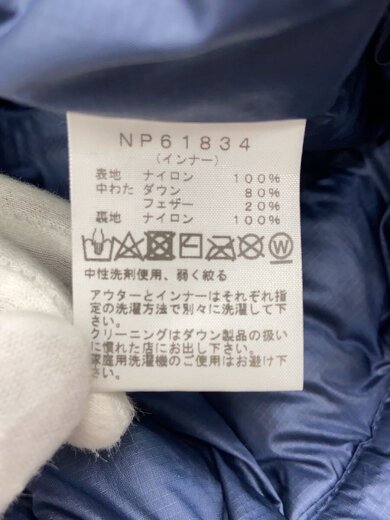 NP61834
(インナー)
表地 ナイロン 100%
中わた ダウン 80%
フェザー 20%
裏地 ナイロン 100%
W
中性洗剤使用、弱く絞る
アウターとインナーはそれぞれ指
定の洗濯方法で別々に洗濯して下
さい。
クリーニングはダウン製品の扱い
に慣れた店にお出し下さい。
家庭用洗濯機のご使用はお避け下
さい。